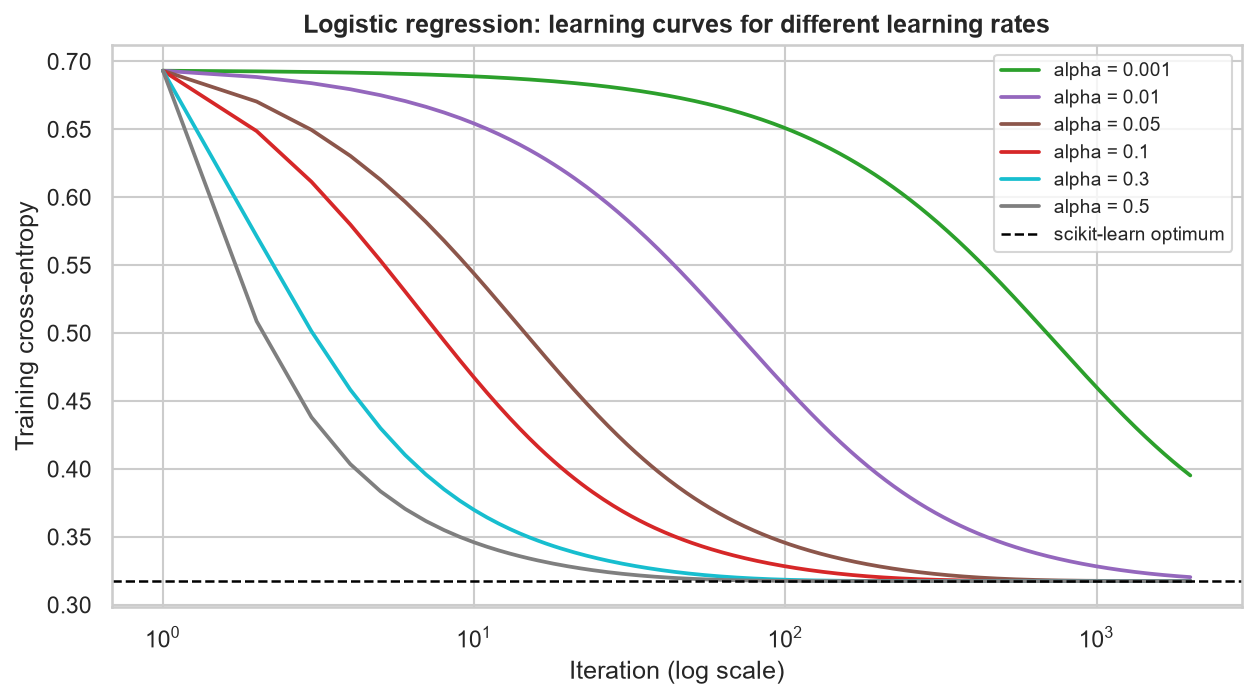 Logistic regression: learning curves for different learning rates
0.70
0.65
0.60
0.55
0.50
0.45
0.40
0.35
0.30
Training cross-entropy
alpha = 0.001
alpha = 0.01
alpha = 0.05
alpha = 0.1
alpha = 0.3
alpha = 0.5
scikit-learn optimum
10⁰ 10¹ 10² 10³
Iteration (log scale)